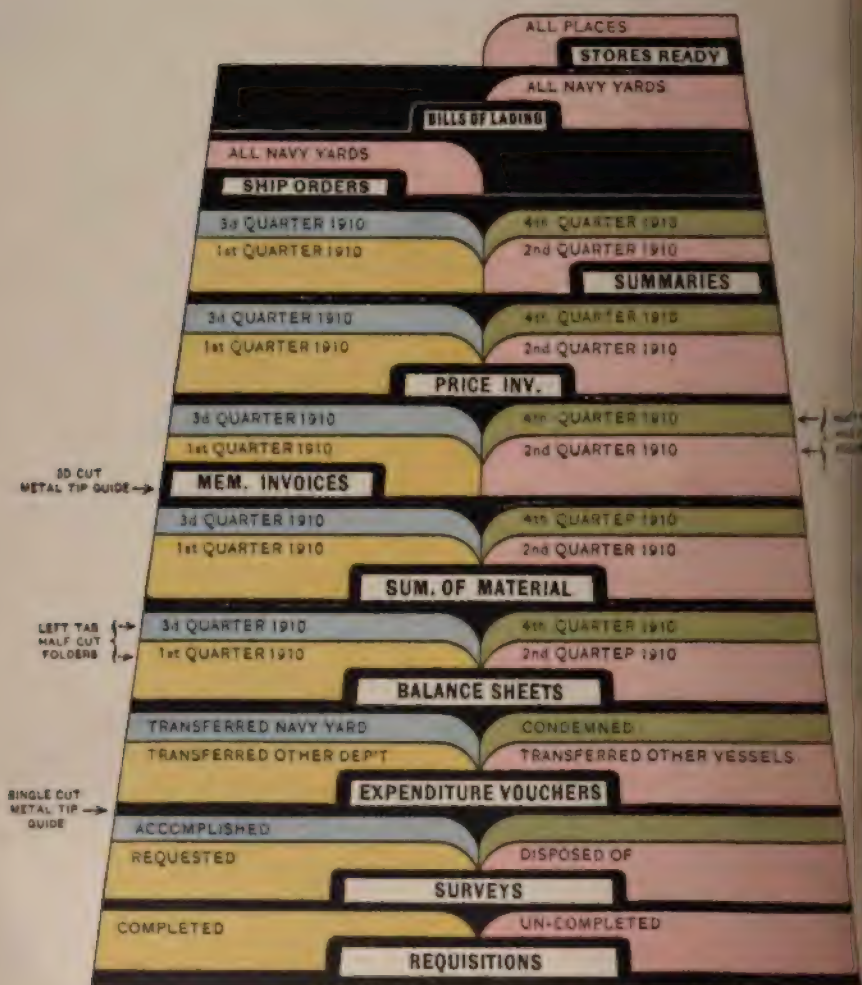 ALL PLACES
STORES READY
ALL NAVY YARDS
BILLS OF LADING
ALL NAVY YARDS
SHIP ORDERS
3d QUARTER 1910
4th QUARTER 1910
1st QUARTER 1910
2nd QUARTER 1910
SUMMARIES
3d QUARTER 1910
4th QUARTER 1910
1st QUARTER 1910
2nd QUARTER 1910
PRICE INV.
3d QUARTER 1910
4th QUARTER 1910
1st QUARTER 1910
2nd QUARTER 1910
3D CUT
METAL TIP GUIDE
MEM. INVOICES
3d QUARTER 1910
4th QUARTER 1910
1st QUARTER 1910
2nd QUARTER 1910
SUM. OF MATERIAL
LEFT TAB
HALF CUT
FOLDERS
3d QUARTER 1910
4th QUARTER 1910
1st QUARTER 1910
2nd QUARTER 1910
BALANCE SHEETS
TRANSFERRED NAVY YARD
CONDEMNED
TRANSFERRED OTHER DEP'T
TRANSFERRED OTHER VESSELS
EXPENDITURE VOUCHERS
SINGLE CUT
METAL TIP
GUIDE
ACCOMPLISHED
REQUESTED
DISPOSED OF
SURVEYS
COMPLETED
UN-COMPLETED
REQUISITIONS